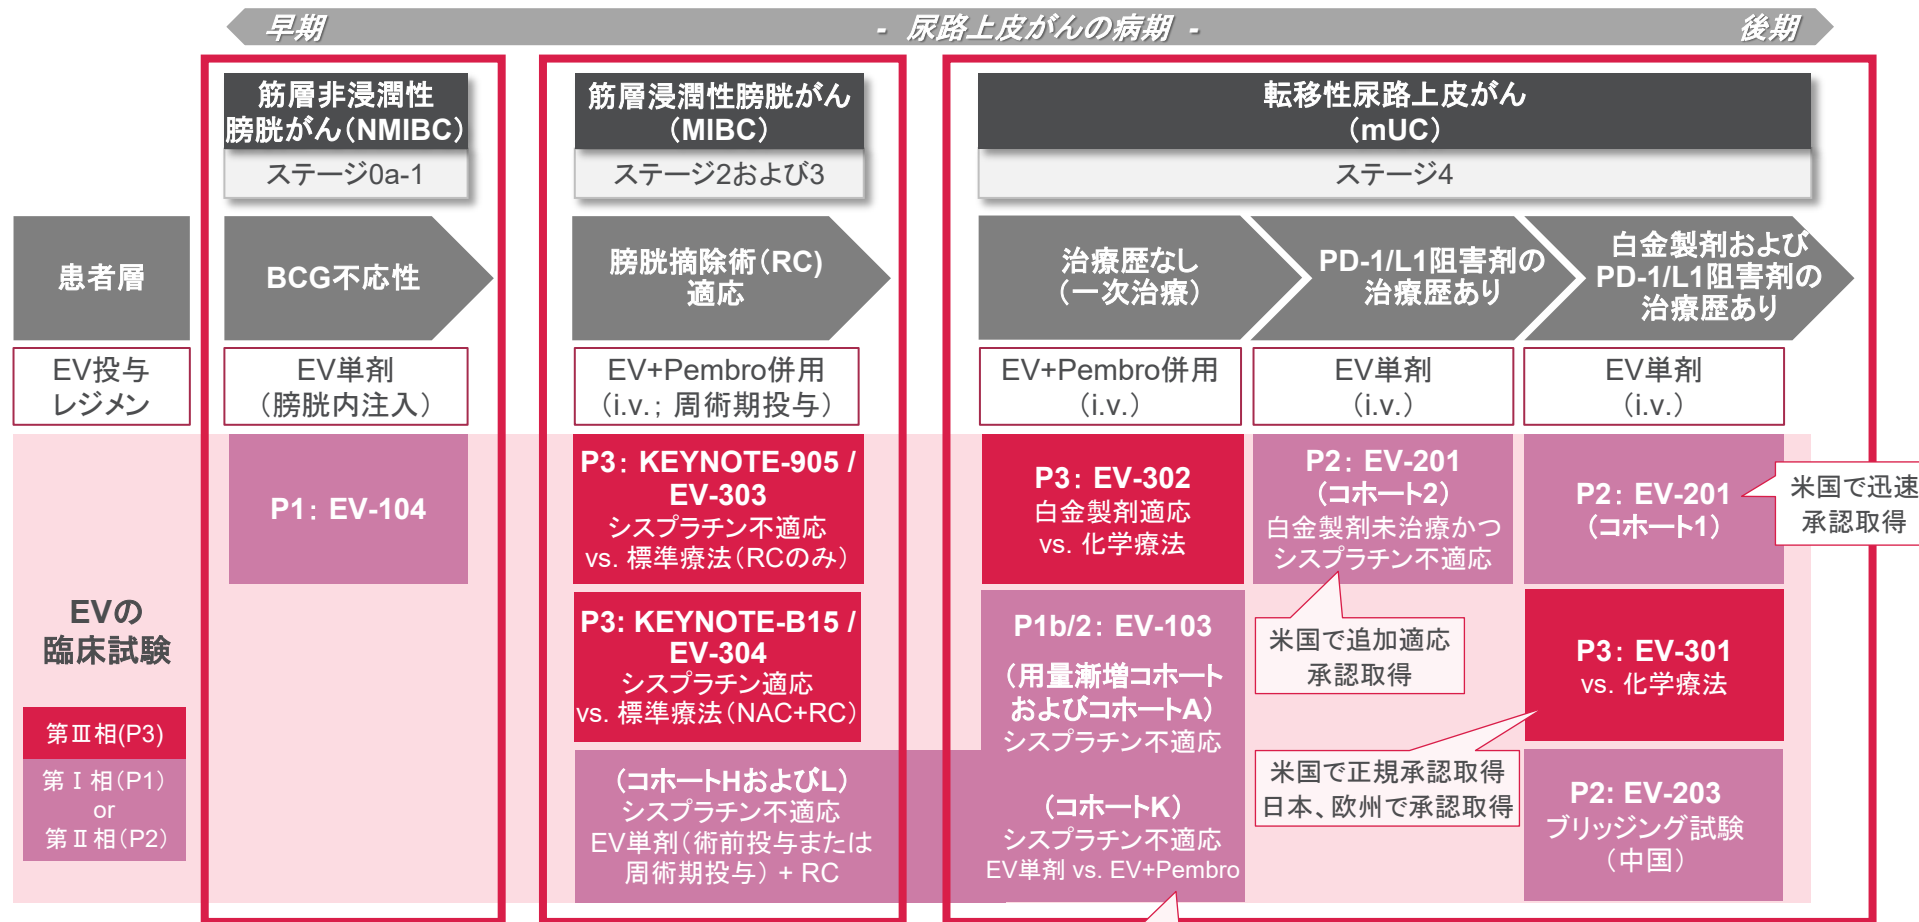 早期
- 尿路上皮がんの病期 -
後期
筋層非浸潤性
膀胱がん（NMIBC）
ステージ0a-1
筋層浸潤性膀胱がん
（MIBC）
ステージ2および3
転移性尿路上皮がん
（mUC）
ステージ4
患者層
BCG不応性
膀胱摘除術（RC)
適応
治療歴なし
（一次治療）
PD-1/L1阻害剤の
治療歴あり
白金製剤および
PD-1/L1阻害剤の
治療歴あり
EV投与
レジメン
EV単剤
（膀胱内注入）
EV+Pembro併用
（i.v.; 周術期投与）
EV+Pembro併用
（i.v.）
EV単剤
（i.v.）
EV単剤
（i.v.）
EVの
臨床試験
第Ⅲ相(P3)
第Ⅰ相(P1)
or
第Ⅱ相(P2)
P1: EV-104
P3: KEYNOTE-905 /
EV-303
シスプラチン不適応
vs. 標準療法（RCのみ）
P3: KEYNOTE-B15 /
EV-304
シスプラチン適応
vs. 標準療法（NAC+RC）
（コホートHおよびL）
シスプラチン不適応
EV単剤（術前投与または
周術期投与）+ RC
P3: EV-302
白金製剤適応
vs. 化学療法
P1b/2: EV-103
（用量漸増コホート
およびコホートA）
シスプラチン不適応
（コホートK）
シスプラチン不適応
EV単剤 vs. EV+Pembro
P2: EV-201
（コホート2）
白金製剤未治療かつ
シスプラチン不適応
米国で追加適応
承認取得
P2: EV-201
（コホート1）
米国で迅速
承認取得
P3: EV-301
vs. 化学療法
米国で正規承認取得
日本、欧州で承認取得
P2: EV-203
ブリッジング試験
（中国）